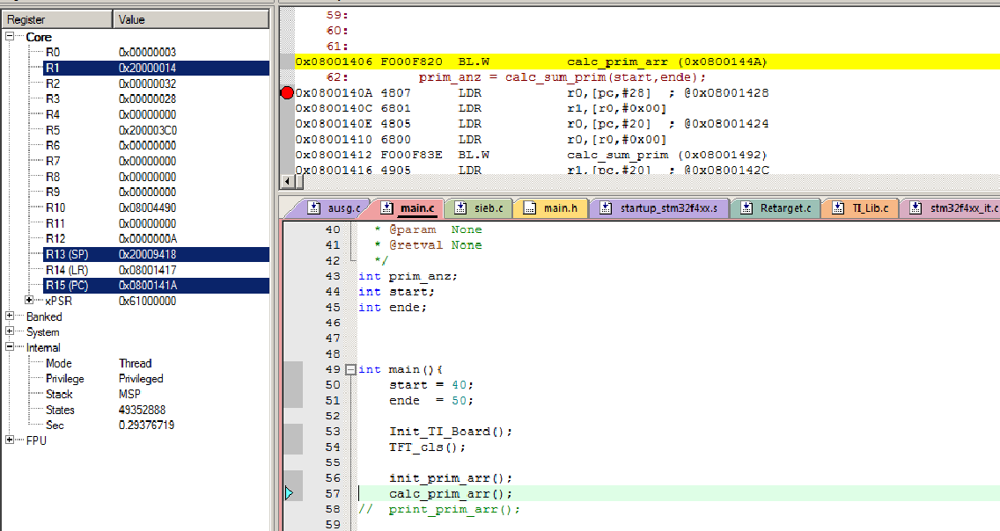 Register Value
Core
R0 0x00000003
R1 0x20000014
R2 0x00000032
R3 0x00000028
R4 0x00000000
R5 0x200003C0
R6 0x00000000
R7 0x00000000
R8 0x00000000
R9 0x00000000
R10 0x08004490
R11 0x00000000
R12 0x0000000A
R13 (SP) 0x20009418
R14 (LR) 0x08001417
R15 (PC) 0x0800141A
xPSR 0x61000000
Banked
System
Internal
Mode Thread
Privilege Privileged
Stack MSP
States 49352888
Sec 0.29376719
FPU
59:
60:
61:
0x08001406 F000F820 BL.W calc_prim_arr (0x0800144A)
62: prim_anz = calc_sum_prim(start,ende);
0x0800140A 4807 LDR r0,[pc,#28] ; @0x08001428
0x0800140C 6801 LDR r1,[r0,#0x00]
0x0800140E 4805 LDR r0,[pc,#20] ; @0x08001424
0x08001410 6800 LDR r0,[r0,#0x00]
0x08001412 F000F83E BL.W calc_sum_prim (0x08001492)
0x08001416 4905 LDR r1,[pc,#20] ; @0x0800142C
ausg.c main.c sieb.c main.h startup_stm32f4xx.s Retarget.c TI_Lib.c stm32f4xx_it.c
40 * @param None
41 * @retval None
42 */
43 int prim_anz;
44 int start;
45 int ende;
46
47
48
49 int main(){
50 start = 40;
51 ende = 50;
52
53 Init_TI_Board();
54 TFT_cls();
55
56 init_prim_arr();
57 calc_prim_arr();
58 // print_prim_arr();
59